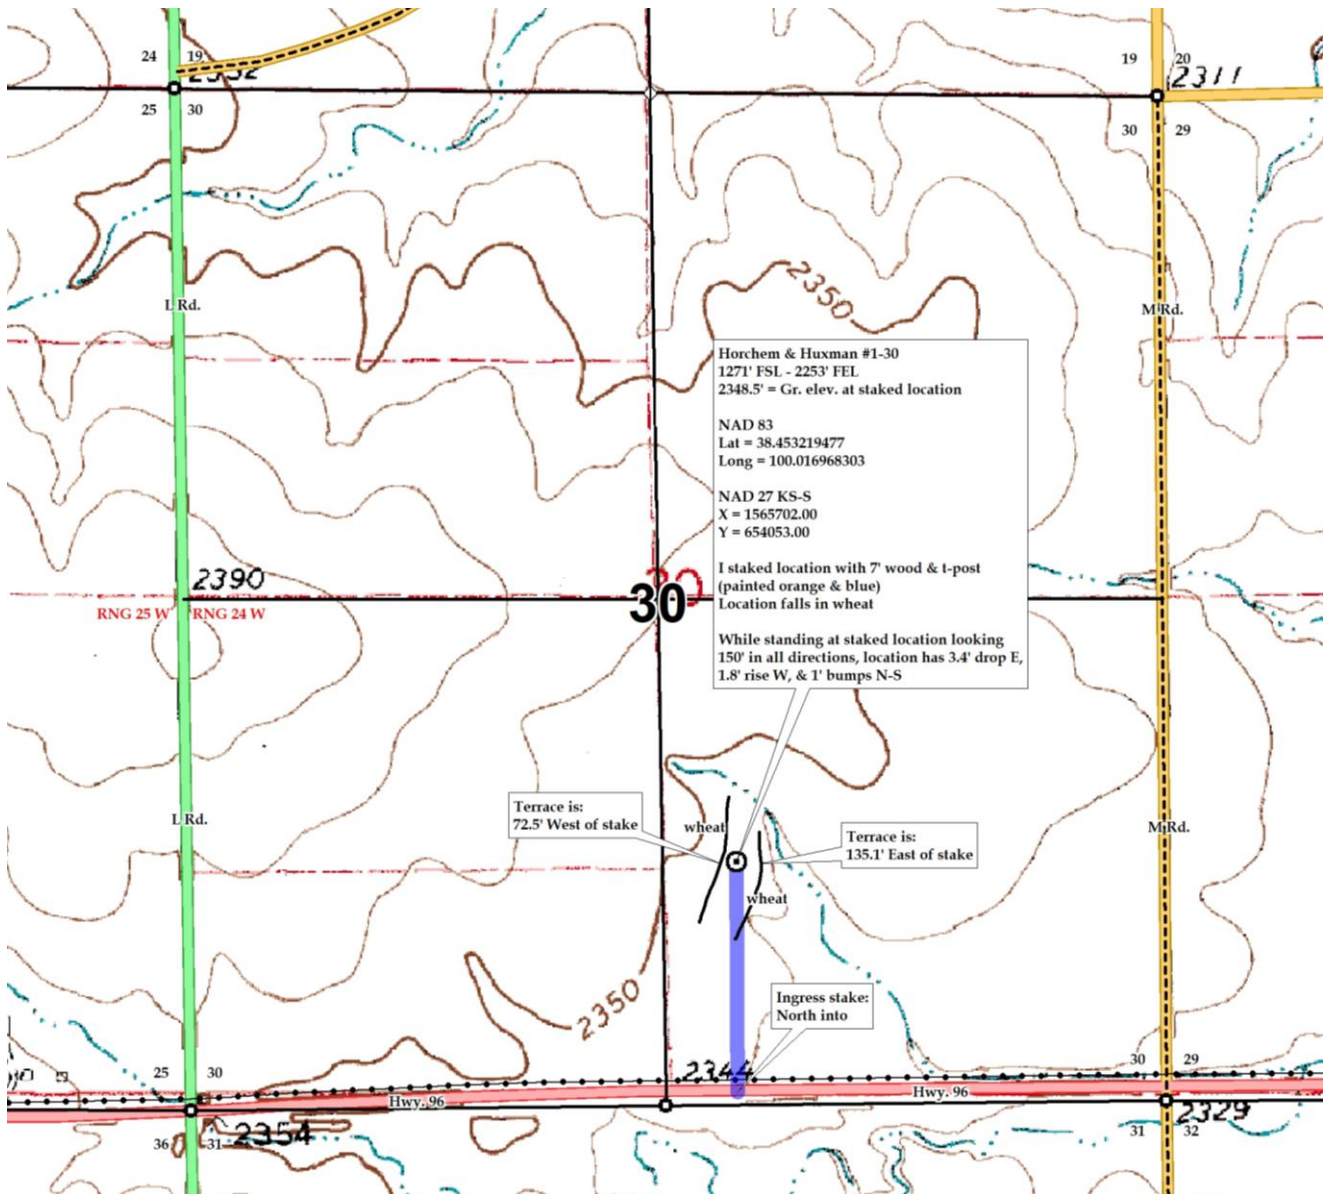 24 19
2332
19 20
2311
25 30
30 29
2350
L Rd.
M Rd.
Horchem & Huxman #1-30
1271' FSL - 2253' FEL
2348.5' = Gr. elev. at staked location
NAD 83
Lat = 38.453219477
Long = 100.016968303
NAD 27 KS-S
X = 1565702.00
Y = 654053.00
I staked location with 7' wood & t-post
(painted orange & blue)
Location falls in wheat
While standing at staked location looking
150' in all directions, location has 3.4' drop E,
1.8' rise W, & 1' bumps N-S
2390
RNG 25 W RNG 24 W
30
Terrace is:
72.5' West of stake
wheat
L Rd.
M Rd.
Terrace is:
135.1' East of stake
wheat
2350
Ingress stake:
North into
25 30
2344
30 29
Hwy. 96
Hwy. 96
36 31
2354
2329
31 32